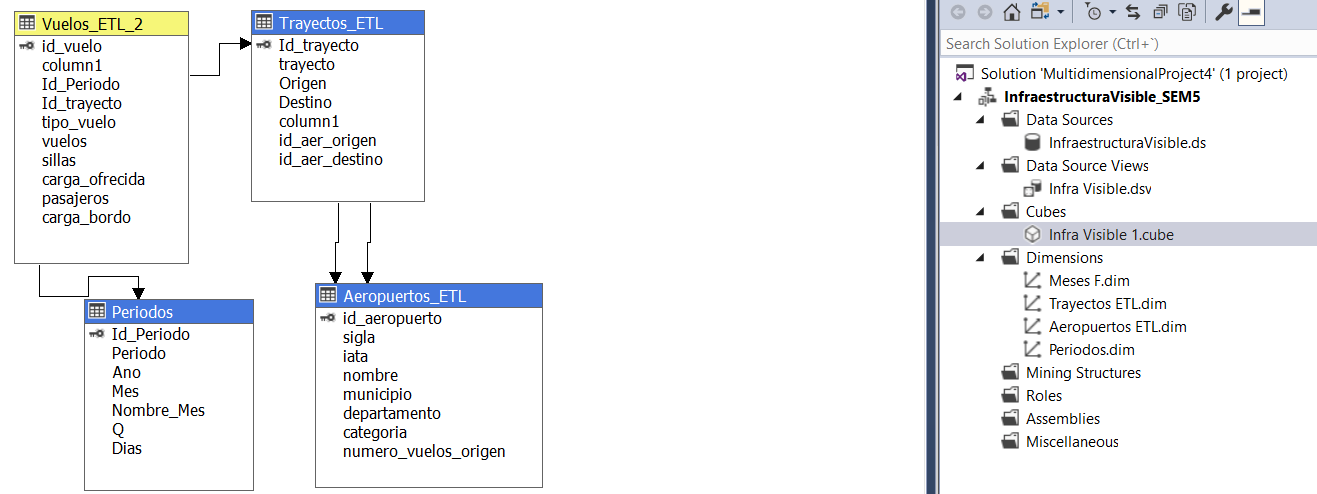 Vuelos_ETL_2
id_vuelo
column1
Id_Periodo
Id_trayecto
tipo_vuelo
vuelos
sillas
carga_ofrecida
pasajeros
carga_bordo
Trayectos_ETL
Id_trayecto
trayecto
Origen
Destino
column1
id_aer_origen
id_aer_destino
Periodos
Id_Periodo
Periodo
Ano
Mes
Nombre_Mes
Q
Dias
Aeropuertos_ETL
id_aeropuerto
sigla
iata
nombre
municipio
departamento
categoria
numero_vuelos_origen
Search Solution Explorer (Ctrl+`)
Solution 'MultidimensionalProject4' (1 project)
InfraestructuraVisible_SEM5
Data Sources
InfraestructuraVisible.ds
Data Source Views
Infra Visible.dsv
Cubes
Infra Visible 1.cube
Dimensions
Meses F.dim
Trayectos ETL.dim
Aeropuertos ETL.dim
Periodos.dim
Mining Structures
Roles
Assemblies
Miscellaneous